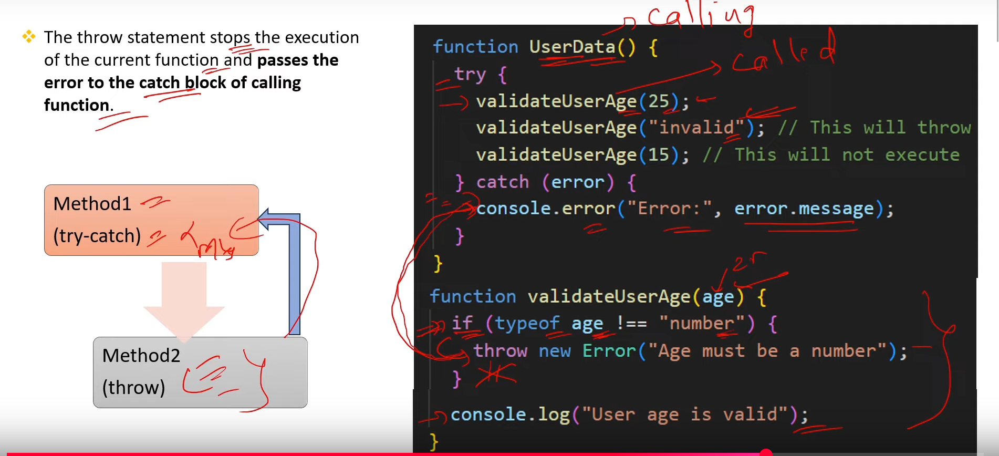 The throw statement stops the execution
of the current function and passes the
error to the catch block of calling
function.
Method1
(try-catch)
Method2
(throw)
calling
function UserData() {
called
try {
validateUserAge(25);
validateUserAge("invalid"); // This will throw
validateUserAge(15); // This will not execute
} catch (error) {
console.error("Error:", error.message);
}
}
25
function validateUserAge(age) {
if (typeof age !== "number") {
throw new Error("Age must be a number");
}
console.log("User age is valid");
}